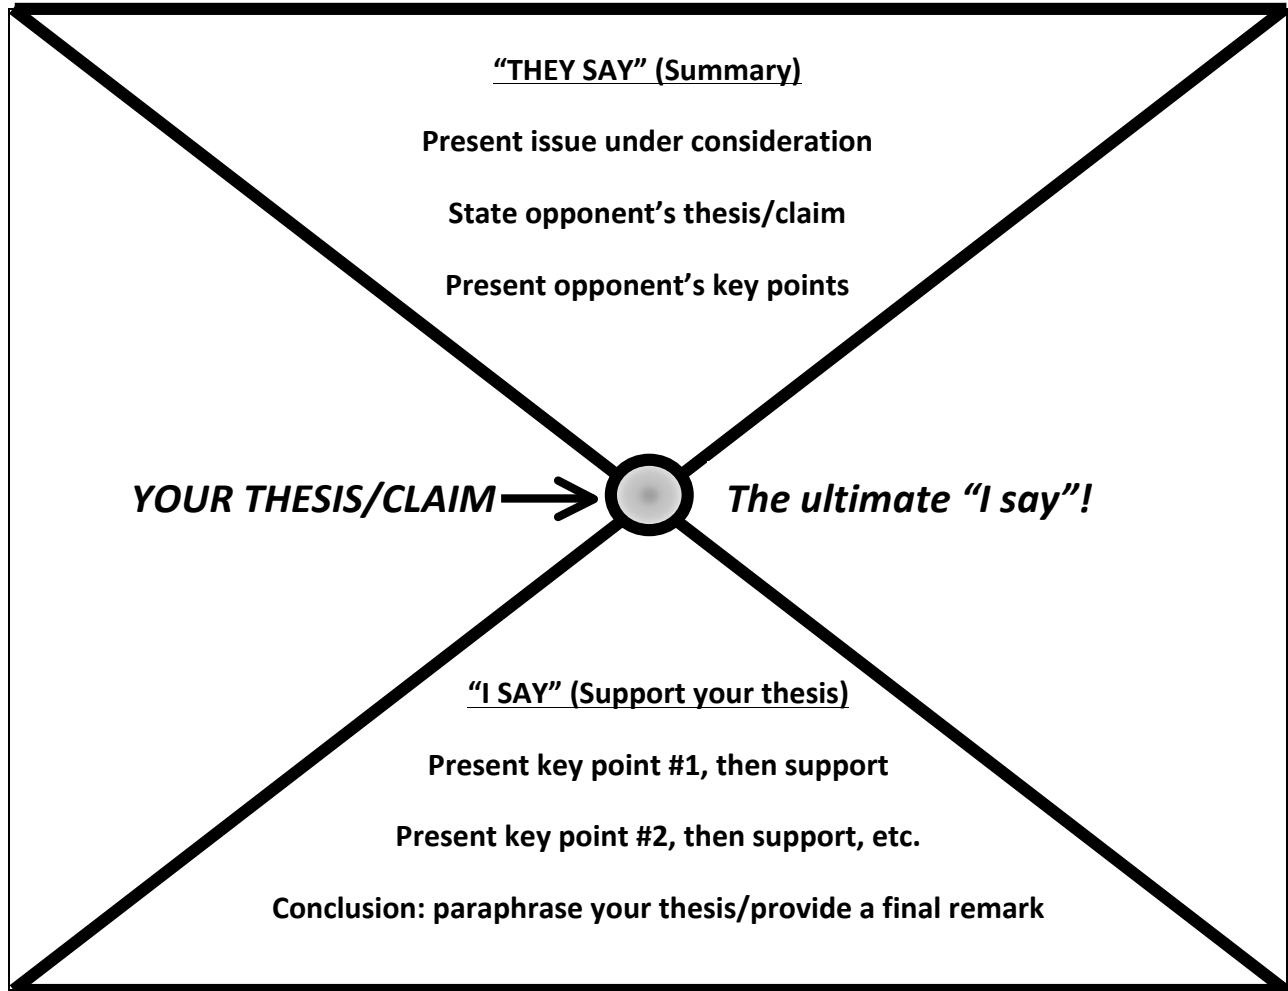 “THEY SAY” (Summary)
Present issue under consideration
State opponent’s thesis/claim
Present opponent’s key points
YOUR THESIS/CLAIM
The ultimate “I say”!
“I SAY” (Support your thesis)
Present key point #1, then support
Present key point #2, then support, etc.
Conclusion: paraphrase your thesis/provide a final remark